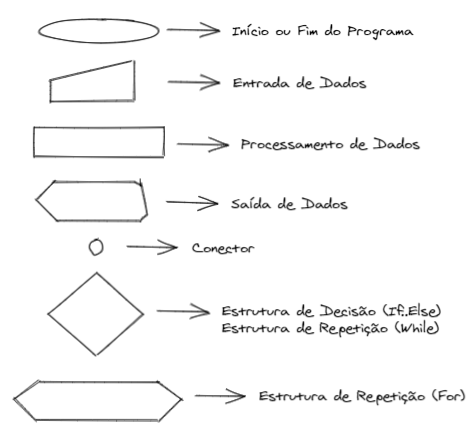 Início ou Fim do Programa
Entrada de Dados
Processamento de Dados
Saída de Dados
Conector
Estrutura de Decisão (If..Else)
Estrutura de Repetição (While)
Estrutura de Repetição (For)